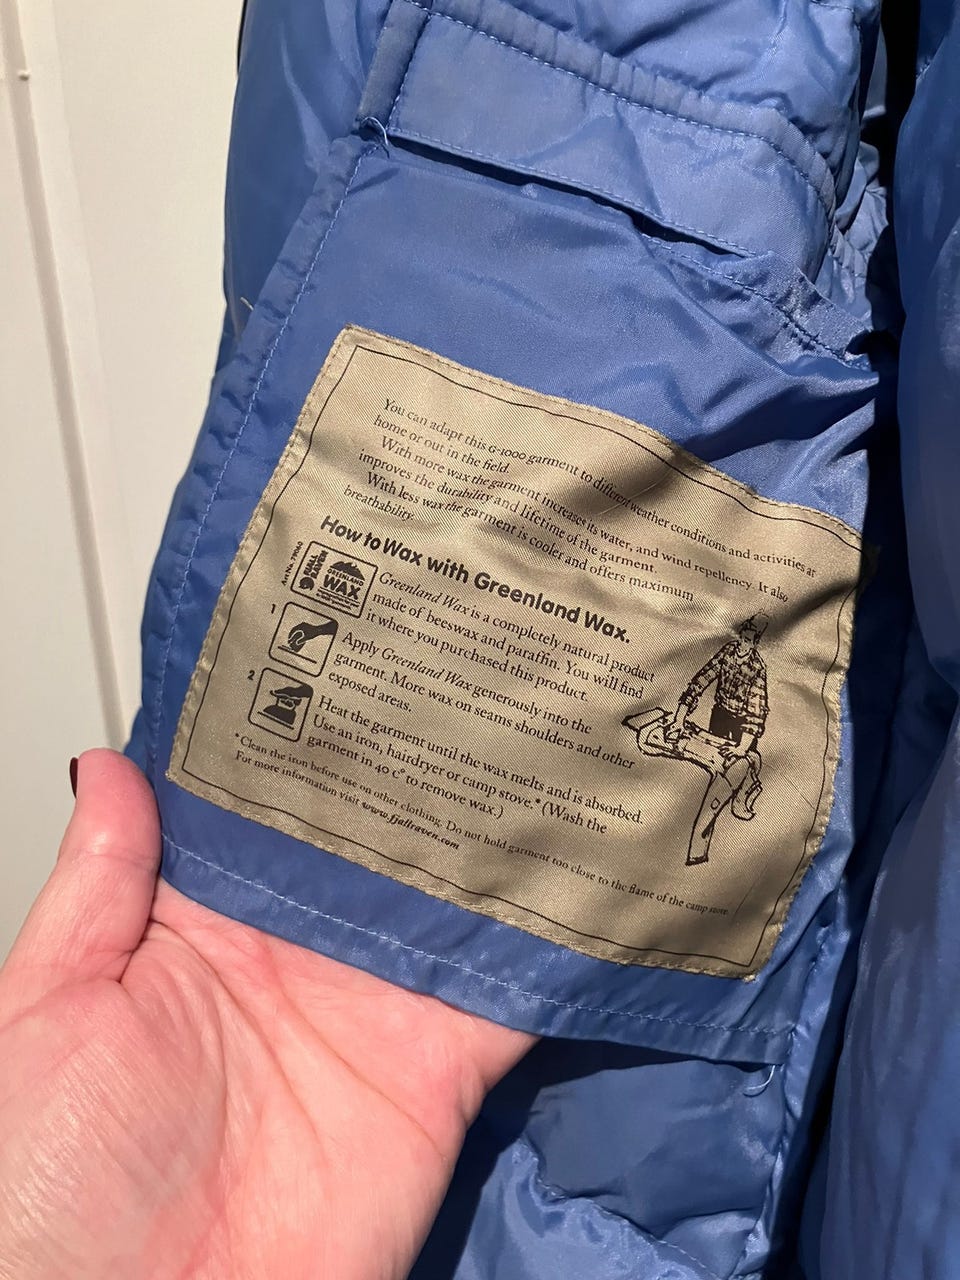 You can adapt this G-1000 garment to different weather conditions and activities at
home or out in the field.
With more wax the garment increases its water, and wind repellency. It also
improves the durability and lifetime of the garment.
With less wax the garment is cooler and offers maximum
breathability.
How to Wax with Greenland Wax.
FJÄLL
RÄVEN
GREENLAND
WAX
Greenland Wax is a completely natural product
made of beeswax and paraffin. You will find
it where you purchased this product.
1
Apply Greenland Wax generously into the
garment. More wax on seams shoulders and other
exposed areas.
2
Heat the garment until the wax melts and is absorbed.
Use an iron, hairdryer or camp stove.* (Wash the
garment in 40 C° to remove wax.)
*Clean the iron before use on other clothing. Do not hold garment too close to the flame of the camp stove.
For more information visit www.fjallraven.com